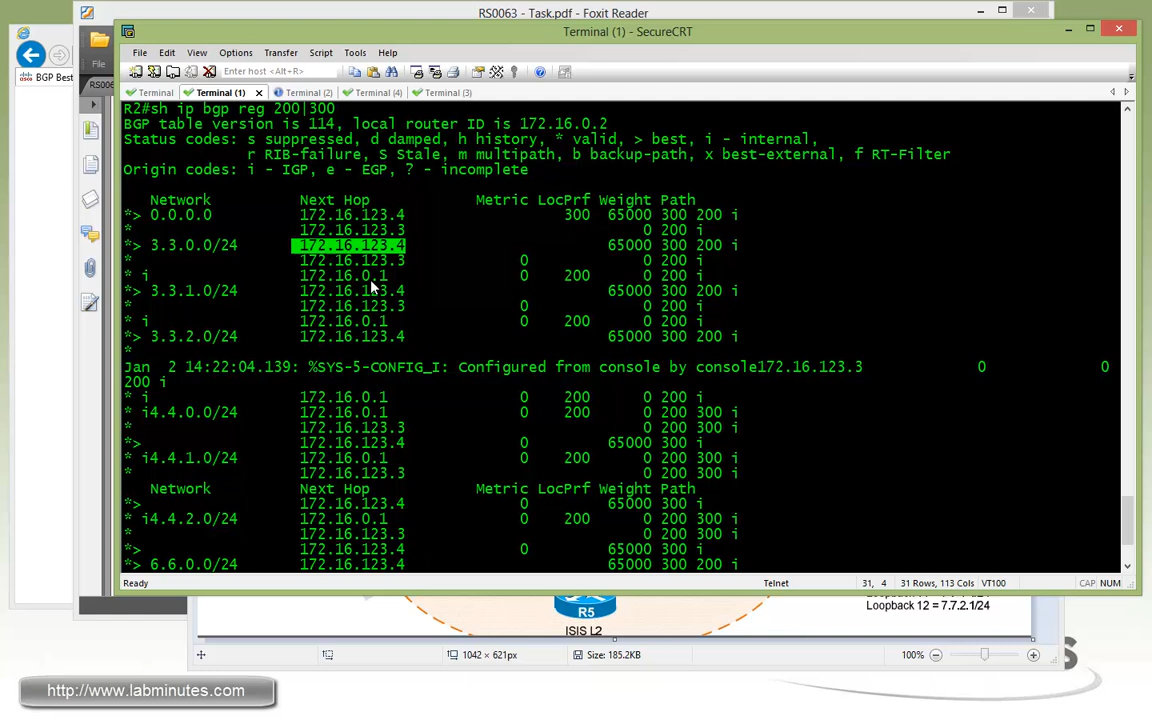 RS0063 - Task.pdf - Foxit Reader
Terminal (1) - SecureCRT
File Edit View Options Transfer Script Tools Help
BGP Best
File
Enter host <Alt+R>
RS006
Terminal Terminal (1) Terminal (2) Terminal (4) Terminal (3)
R2#sh ip bgp reg 200|300
BGP table version is 114, local router ID is 172.16.0.2
Status codes: s suppressed, d damped, h history, * valid, > best, i - internal,
r RIB-failure, S Stale, m multipath, b backup-path, x best-external, f RT-Filter
Origin codes: i - IGP, e - EGP, ? - incomplete
Network Next Hop Metric LocPrf Weight Path
*> 0.0.0.0 172.16.123.4 300 65000 300 200 i
* 172.16.123.3 0 200 i
*> 3.3.0.0/24 172.16.123.4 65000 300 200 i
* 172.16.123.3 0 0 200 i
* i 172.16.0.1 0 200 0 200 i
*> 3.3.1.0/24 172.16.123.4 65000 300 200 i
* 172.16.123.3 0 0 200 i
* i 172.16.0.1 0 200 0 200 i
*> 3.3.2.0/24 172.16.123.4 65000 300 200 i
*
Jan 2 14:22:04.139: %SYS-5-CONFIG_I: Configured from console by console172.16.123.3 0 0
200 i
* i 172.16.0.1 0 200 0 200 i
* i4.4.0.0/24 172.16.0.1 0 200 0 200 300 i
* 172.16.123.3 0 200 300 i
*> 172.16.123.4 0 65000 300 i
* i4.4.1.0/24 172.16.0.1 0 200 0 200 300 i
* 172.16.123.3 0 200 300 i
Network Next Hop Metric LocPrf Weight Path
*> 172.16.123.4 0 65000 300 i
* i4.4.2.0/24 172.16.0.1 0 200 0 200 300 i
* 172.16.123.3 0 200 300 i
*> 172.16.123.4 0 65000 300 i
*> 6.6.0.0/24 172.16.123.4 65000 300 200 i
Ready Telnet 31, 4 31 Rows, 113 Cols VT100 CAP NUM
Loopback 12 = 7.7.2.1/24
R5
ISIS L2
1042 × 621px Size: 185.2KB 100%
http://www.labminutes.com